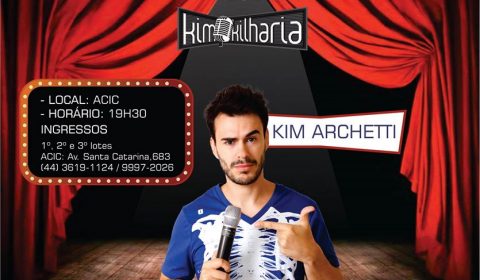 kimkilharia
- LOCAL: ACIC
- HORÁRIO: 19H30
INGRESSOS
1º, 2º e 3º lotes
ACIC: Av. Santa Catarina,683
(44) 3619-1124 / 9997-2026
KIM ARCHETTI